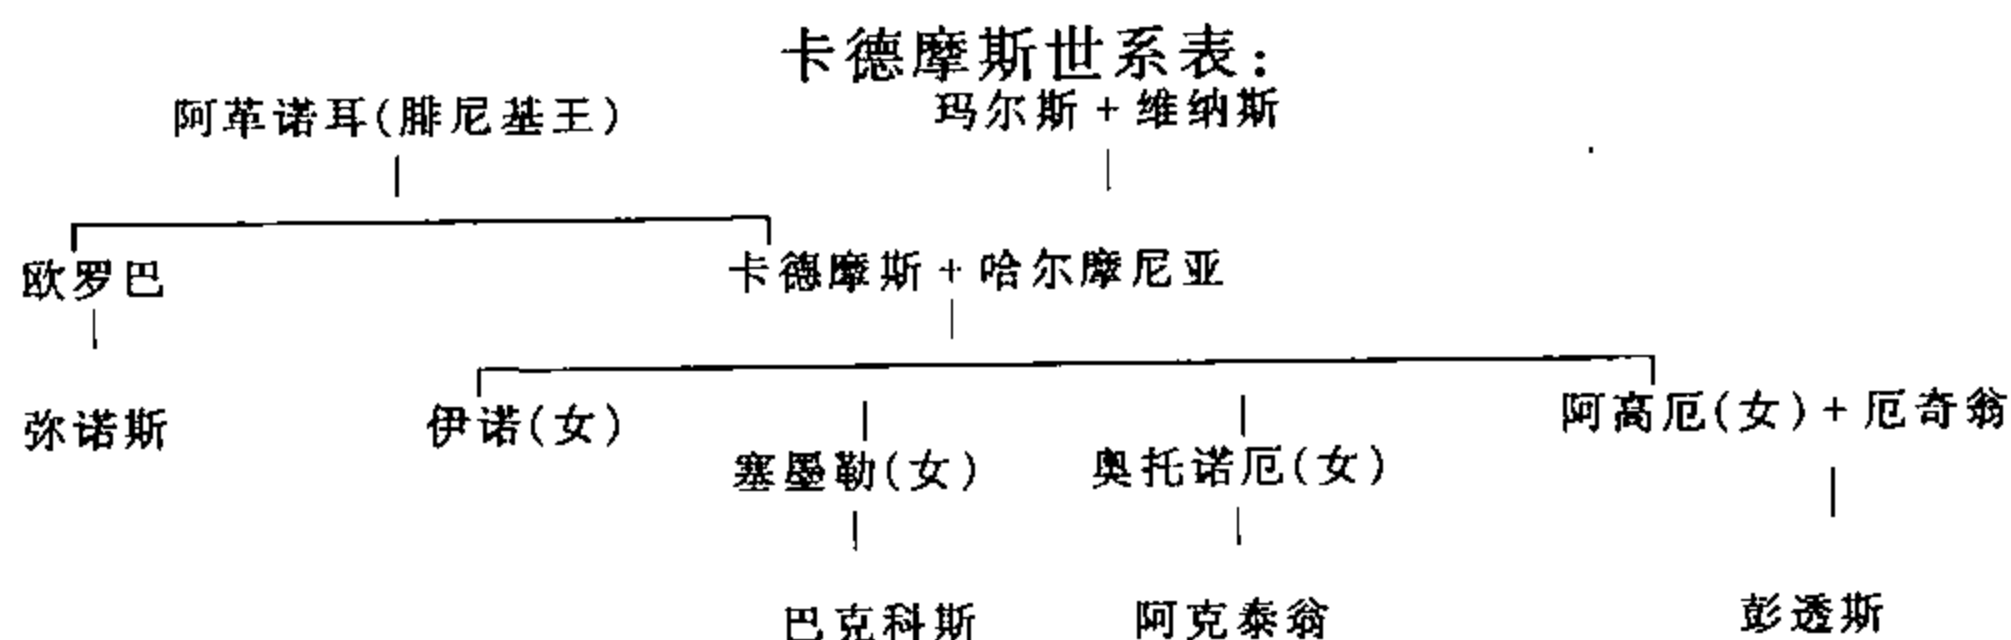 卡德摩斯世系表:
阿革诺耳(腓尼基王) 玛尔斯+维纳斯
欧罗巴 卡德摩斯+哈尔摩尼亚
弥诺斯 伊诺(女) 阿高厄(女)+厄奇翁
塞墨勒(女) 奥托诺厄(女)
巴克科斯 阿克泰翁 彭透斯